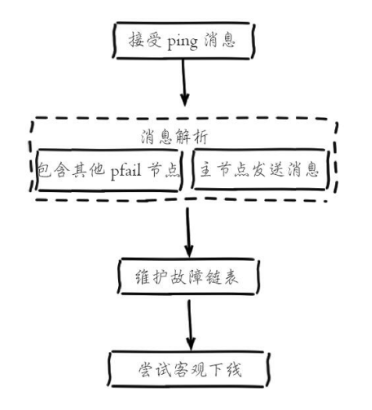 接受 ping 消息
消息解析
包含其他 pfail 节点
主节点发送消息
维护故障链表
尝试客观下线